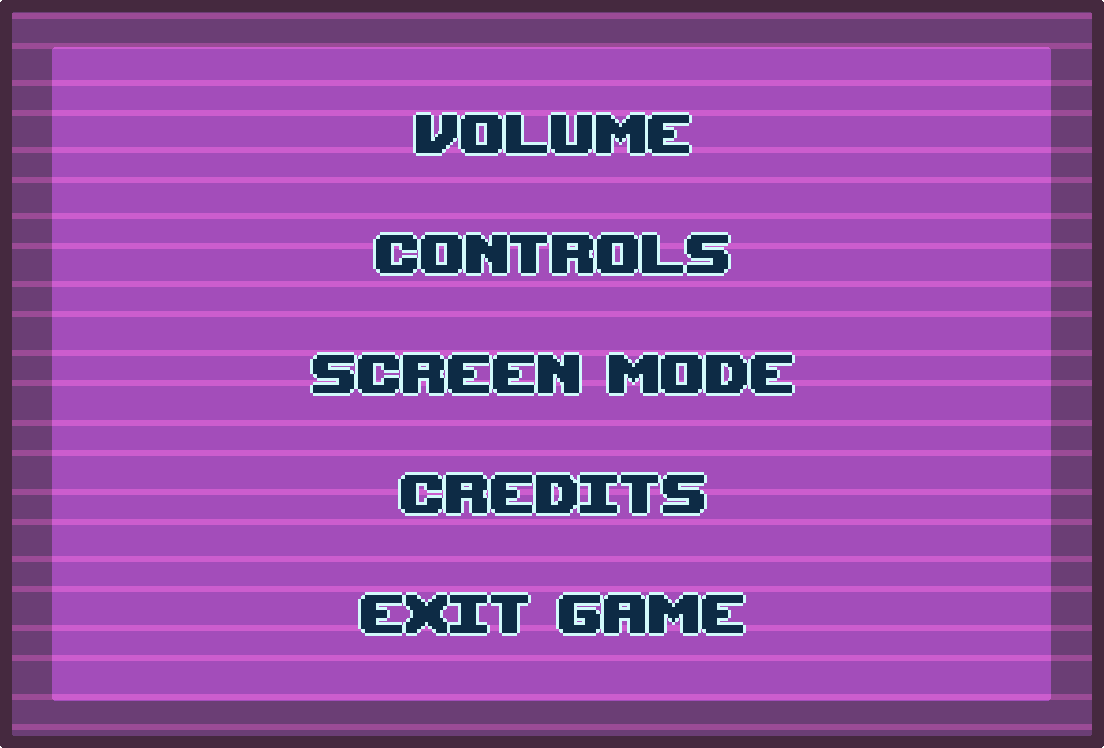 VOLUME
CONTROLS
SCREEN MODE
CREDITS
EXIT GAME